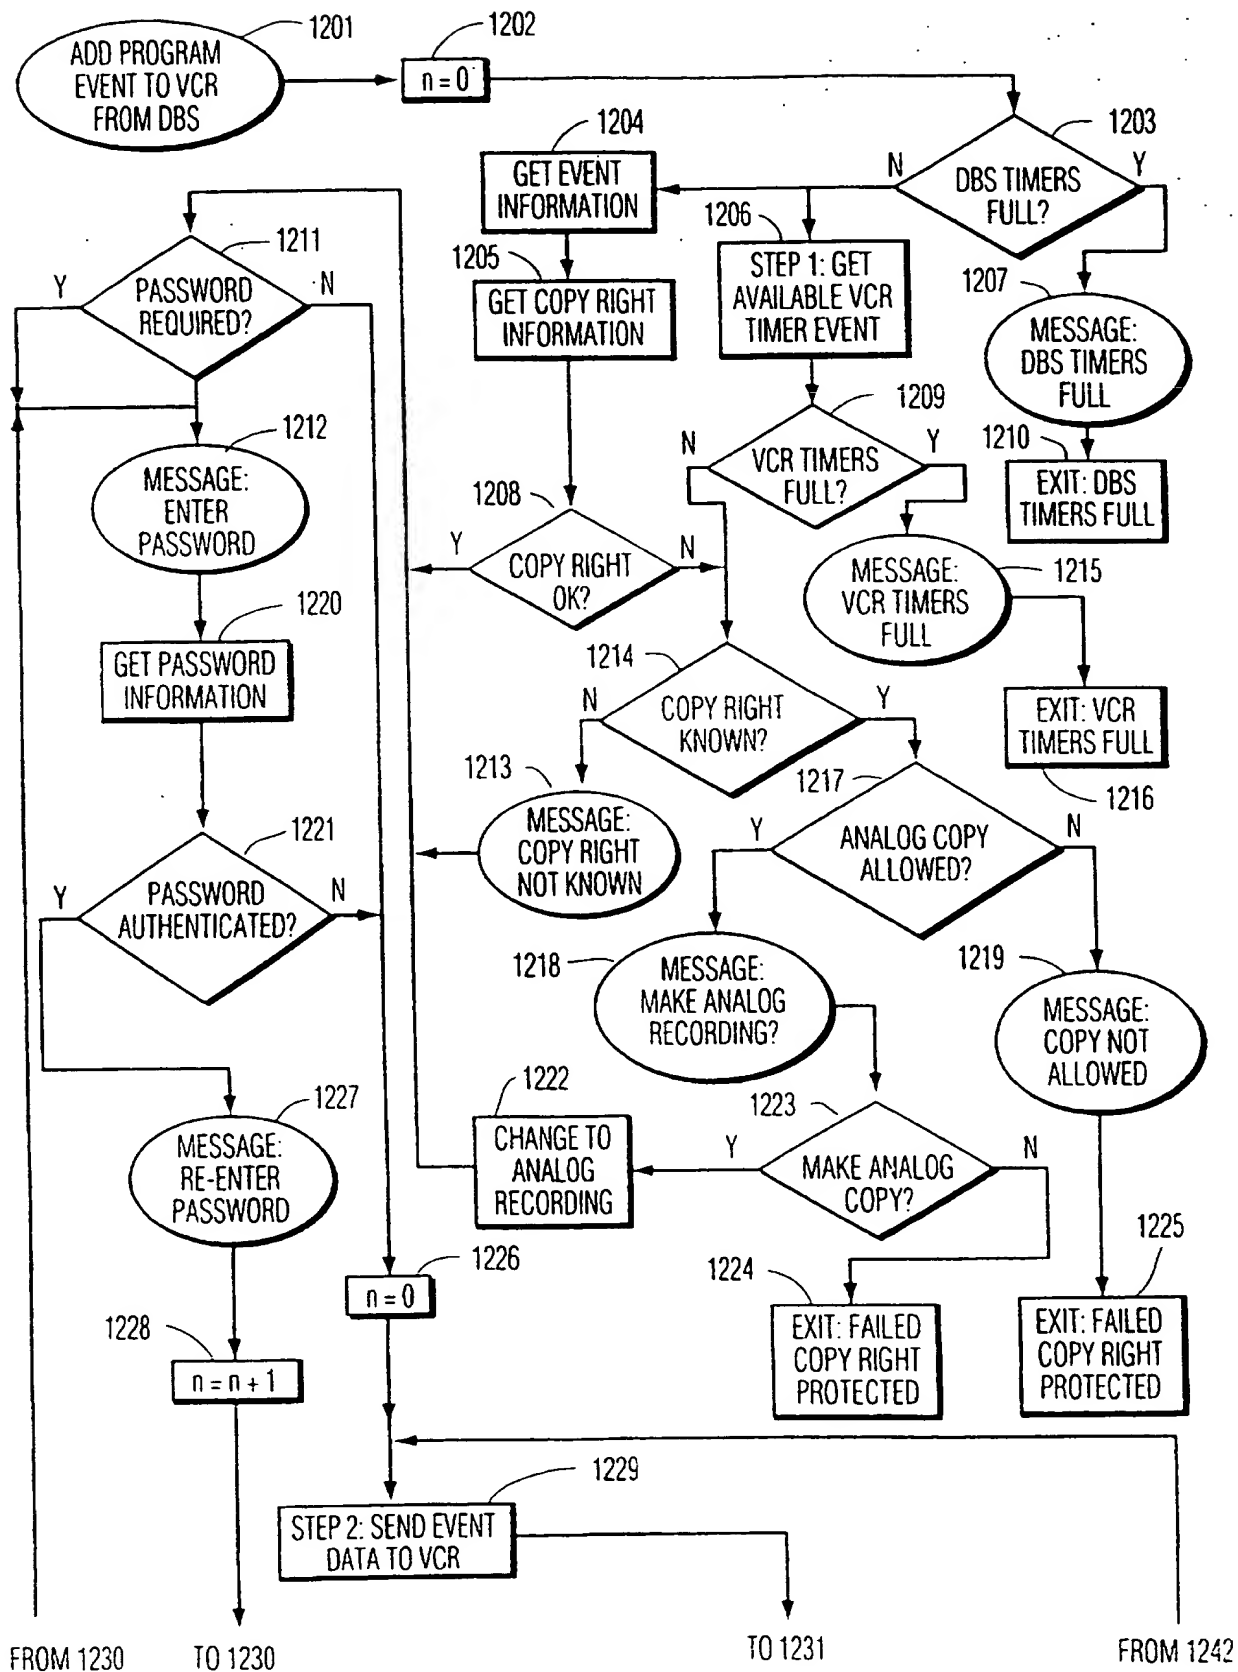 1201
ADD PROGRAM
EVENT TO VCR
FROM DBS
1202
n = 0
1203
DBS TIMERS
FULL?
N
Y
1204
GET EVENT
INFORMATION
1205
GET COPY RIGHT
INFORMATION
1206
STEP 1: GET
AVAILABLE VCR
TIMER EVENT
1207
MESSAGE:
DBS TIMERS
FULL
1210
EXIT: DBS
TIMERS FULL
1211
PASSWORD
REQUIRED?
Y
N
1209
VCR TIMERS
FULL?
N
Y
1212
MESSAGE:
ENTER
PASSWORD
1208
COPY RIGHT
OK?
Y
N
MESSAGE:
VCR TIMERS
FULL
1215
1220
GET PASSWORD
INFORMATION
1214
COPY RIGHT
KNOWN?
N
Y
EXIT: VCR
TIMERS FULL
1216
1213
MESSAGE:
COPY RIGHT
NOT KNOWN
1217
ANALOG COPY
ALLOWED?
Y
N
1221
PASSWORD
AUTHENTICATED?
Y
N
1218
MESSAGE:
MAKE ANALOG
RECORDING?
1219
MESSAGE:
COPY NOT
ALLOWED
1222
CHANGE TO
ANALOG
RECORDING
1223
MAKE ANALOG
COPY?
Y
N
1227
MESSAGE:
RE-ENTER
PASSWORD
1226
n = 0
1224
EXIT: FAILED
COPY RIGHT
PROTECTED
1225
EXIT: FAILED
COPY RIGHT
PROTECTED
1228
n = n + 1
1229
STEP 2: SEND EVENT
DATA TO VCR
FROM 1230
TO 1230
TO 1231
FROM 1242